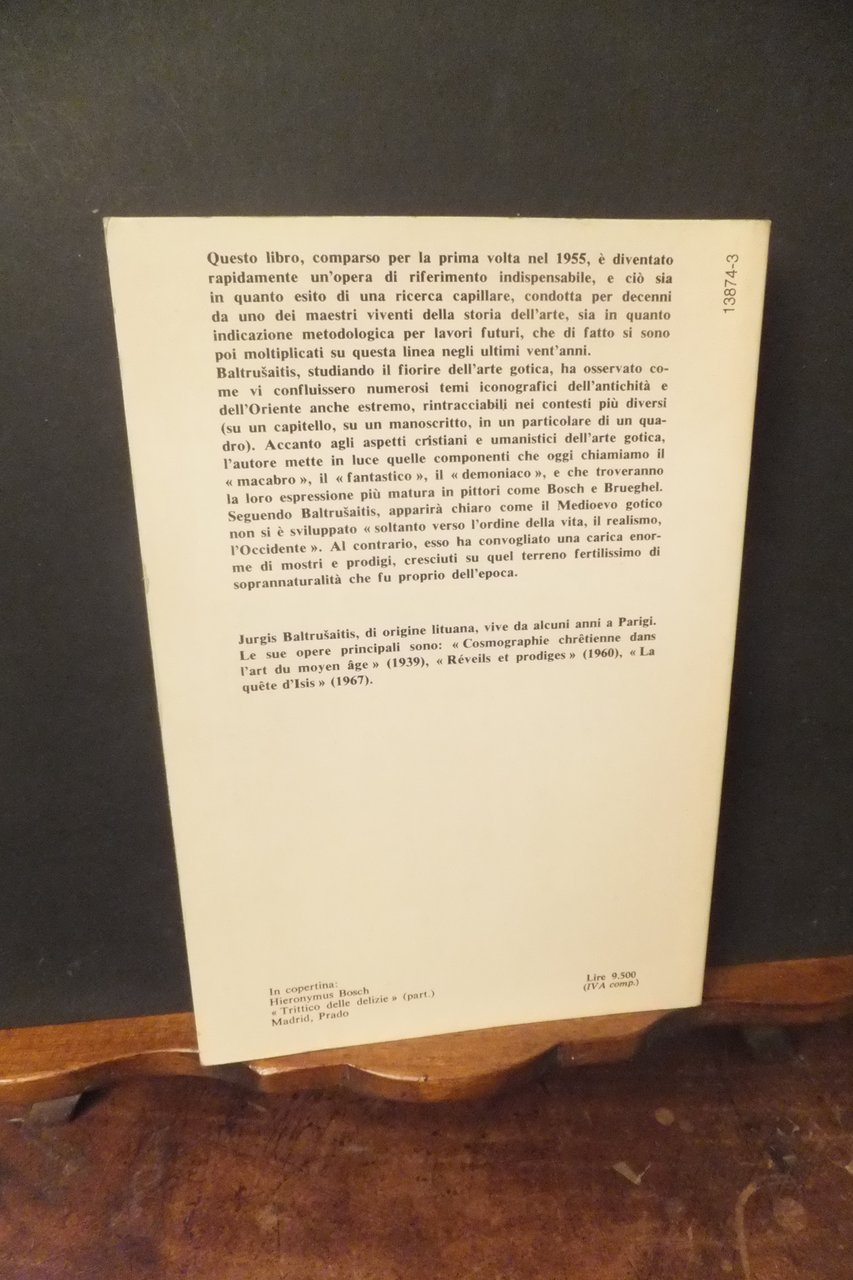 Questo libro, comparso per la prima volta nel 1955, è diventato
rapidamente un'opera di riferimento indispensabile, e ciò sia
in quanto esito di una ricerca capillare, condotta per decenni
da uno dei maestri viventi della storia dell'arte, sia in quanto
indicazione metodologica per lavori futuri, che di fatto si sono
poi moltiplicati su questa linea negli ultimi vent'anni.
Baltrušaitis, studiando il fiorire dell'arte gotica, ha osservato co-
me vi confluissero numerosi temi iconografici dell'antichità e
dell'Oriente anche estremo, rintracciabili nei contesti più diversi
(su un capitello, su un manoscritto, in un particolare di un qua-
dro). Accanto agli aspetti cristiani e umanistici dell'arte gotica,
l'autore mette in luce quelle componenti che oggi chiamiamo il
« macabro », il « fantastico », il « demoniaco », e che troveranno
la loro espressione più matura in pittori come Bosch e Brueghel.
Seguendo Baltrušaitis, apparirà chiaro come il Medioevo gotico
non si è sviluppato « soltanto verso l'ordine della vita, il realismo,
l'Occidente ». Al contrario, esso ha convogliato una carica enor-
me di mostri e prodigi, cresciuti su quel terreno fertilissimo di
soprannaturalità che fu proprio dell'epoca.
Jurgis Baltrušaitis, di origine lituana, vive da alcuni anni a Parigi.
Le sue opere principali sono: « Cosmographie chrêtienne dans
l'art du moyen âge » (1939), « Réveils et prodiges » (1960), « La
quête d'Isis » (1967).
In copertina:
Hieronymus Bosch
« Trittico delle delizie » (part.)
Madrid, Prado
Lire 9.500
(IVA comp.)
13874-3